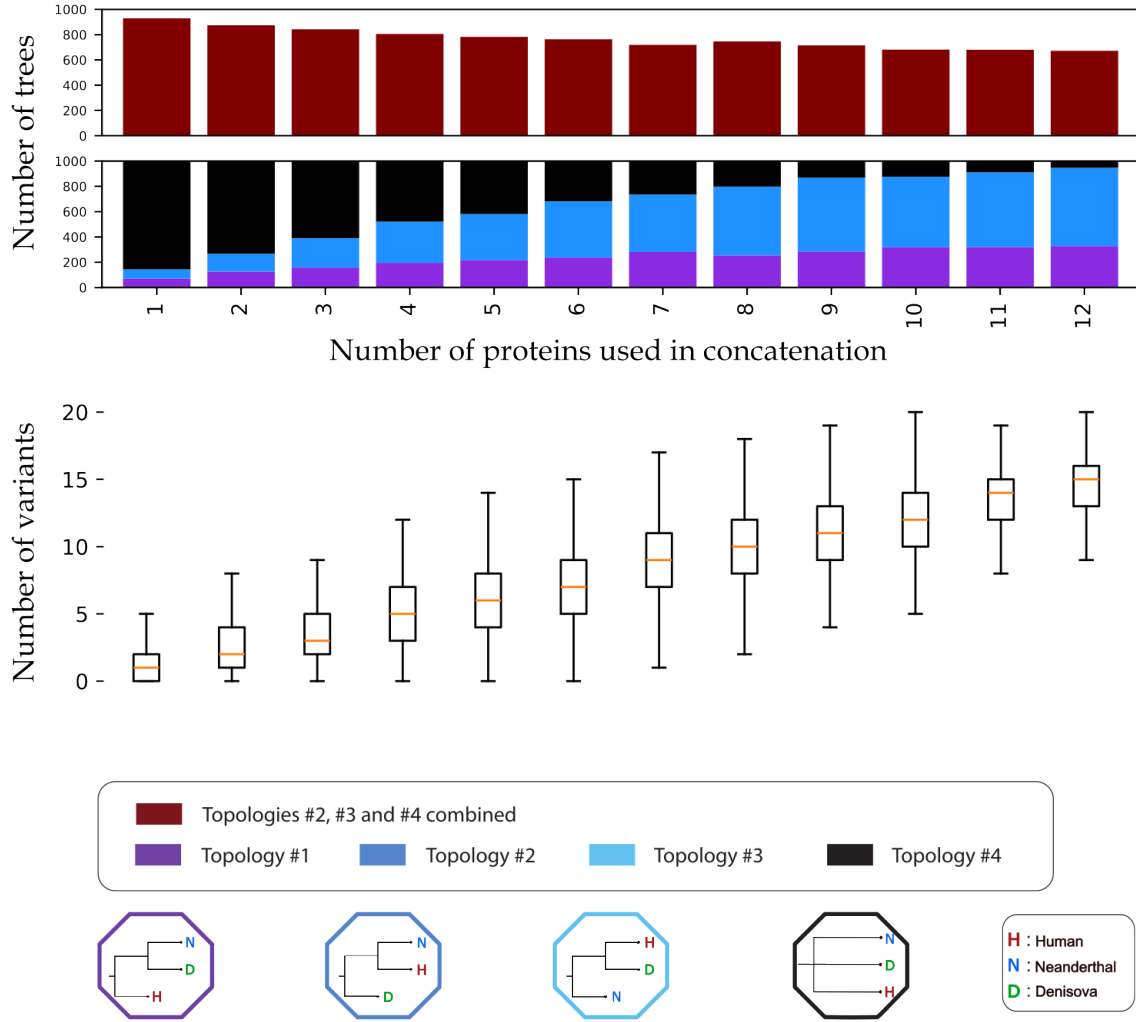 Number of trees
1000
800
600
400
200
0
1000
800
600
400
200
0
1 2 3 4 5 6 7 8 9 10 11 12
Number of proteins used in concatenation
Number of variants
20
15
10
5
0
Topologies #2, #3 and #4 combined
Topology #1 Topology #2 Topology #3 Topology #4
N
D
H
N
H
D
H
D
N
N
D
H
H : Human
N : Neanderthal
D : Denisova